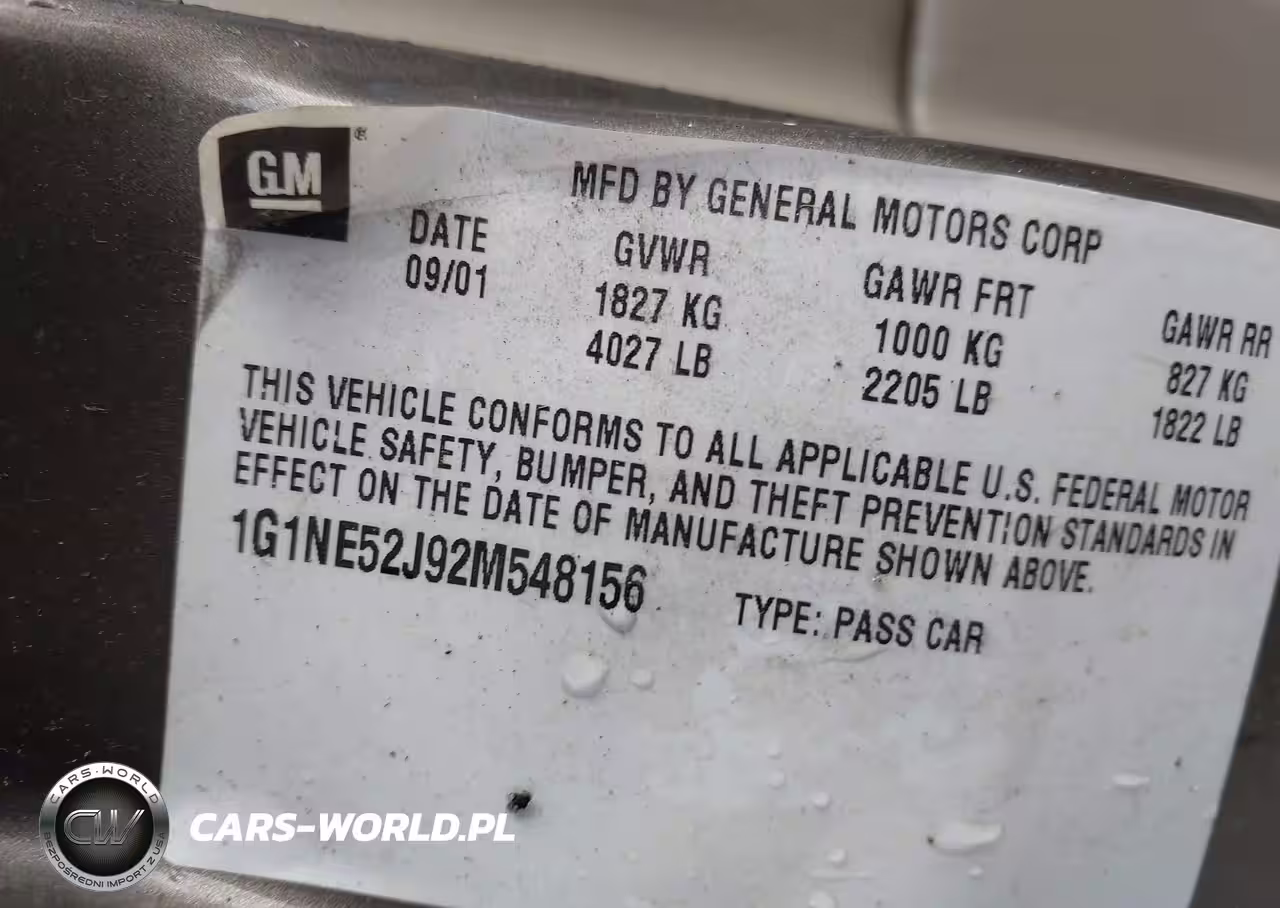 GM ®
MFD BY GENERAL MOTORS CORP
DATE GVWR GAWR FRT GAWR RR
09/01 1827 KG 1000 KG 827 KG
4027 LB 2205 LB 1822 LB
THIS VEHICLE CONFORMS TO ALL APPLICABLE U.S. FEDERAL MOTOR
VEHICLE SAFETY, BUMPER, AND THEFT PREVENTION STANDARDS IN
EFFECT ON THE DATE OF MANUFACTURE SHOWN ABOVE.
1G1NE52J92M548156 TYPE: PASS CAR
CARS-WORLD
CW
BEZPOŚREDNI IMPORT Z USA
CARS-WORLD.PL